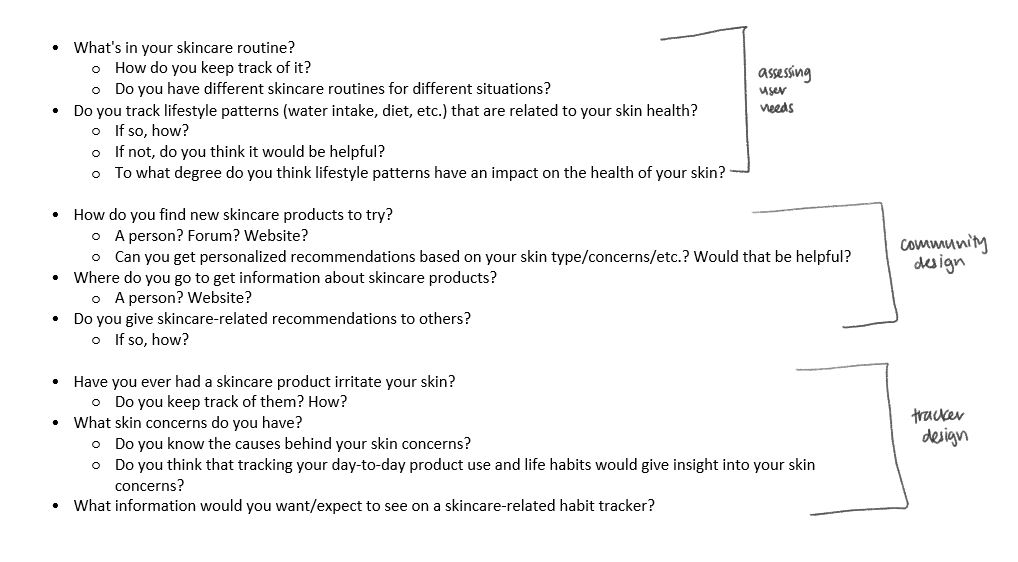 • What's in your skincare routine?
o How do you keep track of it?
o Do you have different skincare routines for different situations?
• Do you track lifestyle patterns (water intake, diet, etc.) that are related to your skin health?
o If so, how?
o If not, do you think it would be helpful?
o To what degree do you think lifestyle patterns have an impact on the health of your skin?
assessing
user
needs
• How do you find new skincare products to try?
o A person? Forum? Website?
o Can you get personalized recommendations based on your skin type/concerns/etc.? Would that be helpful?
• Where do you go to get information about skincare products?
o A person? Website?
• Do you give skincare-related recommendations to others?
o If so, how?
community
design
• Have you ever had a skincare product irritate your skin?
o Do you keep track of them? How?
• What skin concerns do you have?
o Do you know the causes behind your skin concerns?
o Do you think that tracking your day-to-day product use and life habits would give insight into your skin
concerns?
• What information would you want/expect to see on a skincare-related habit tracker?
tracker
design